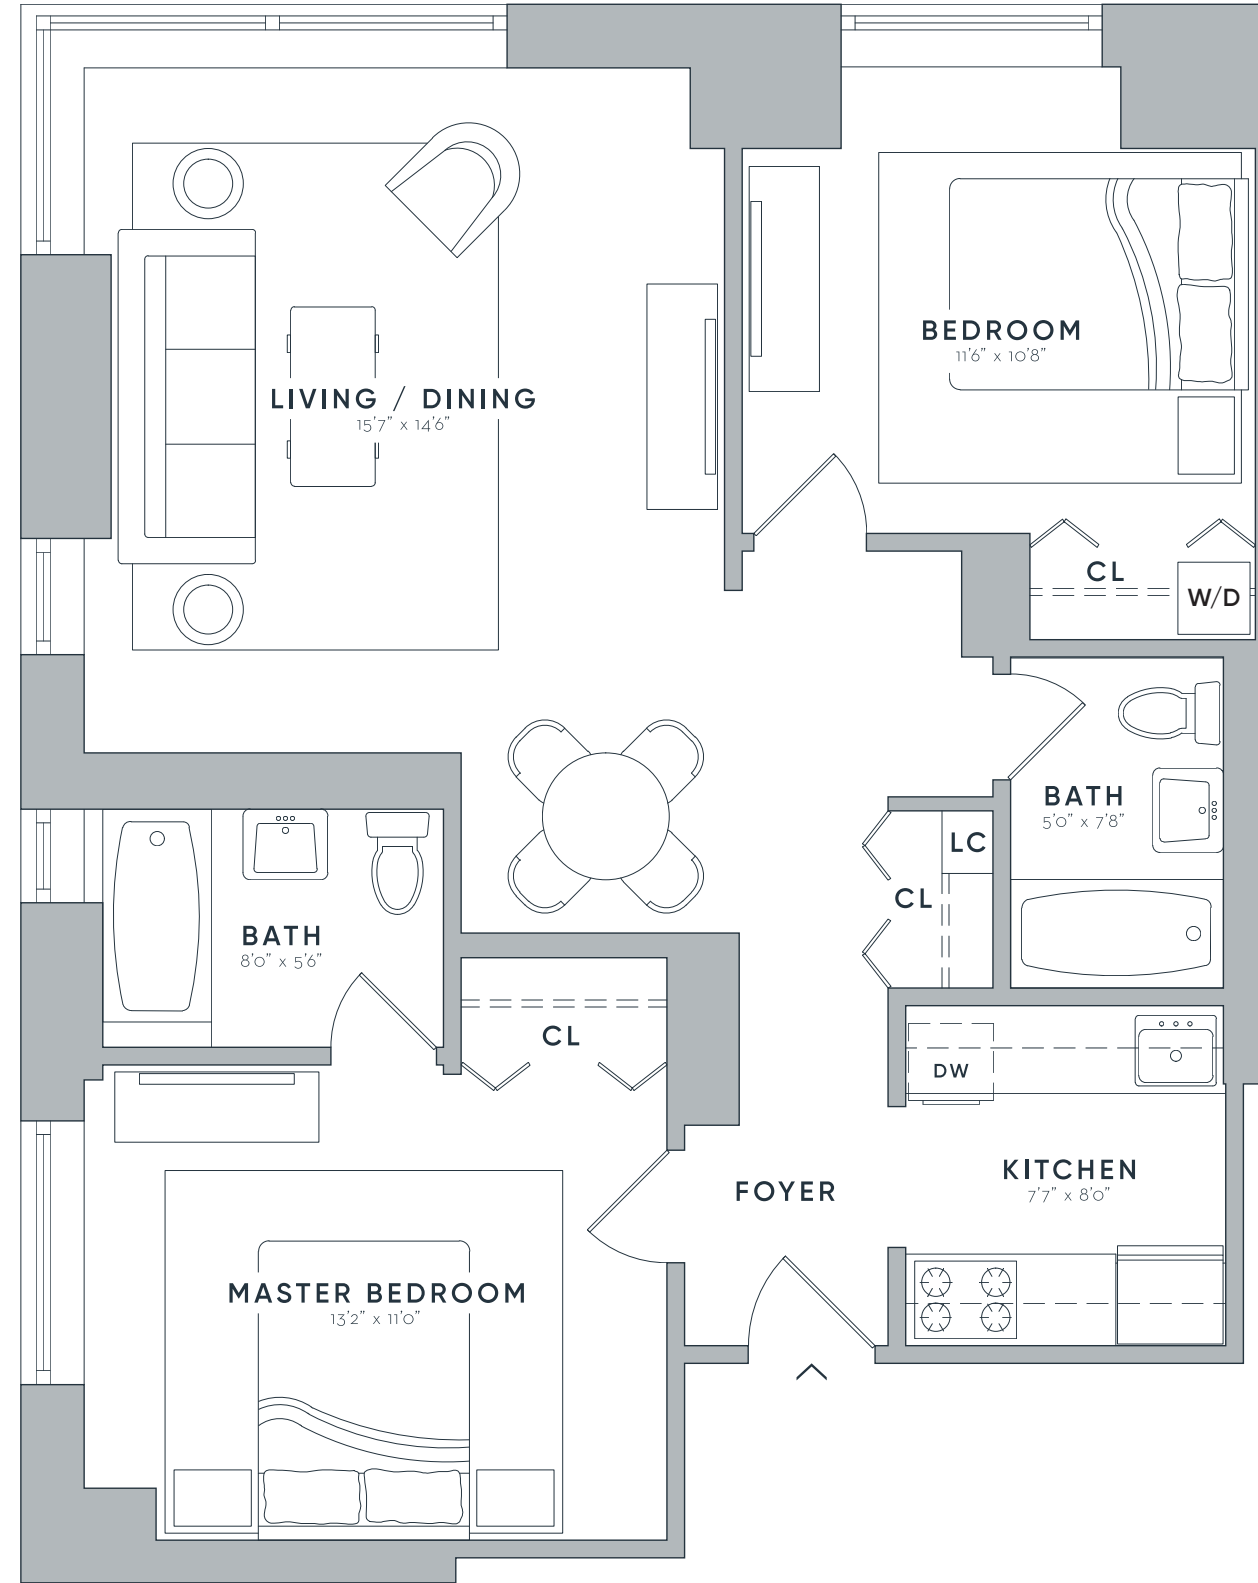 BEDROOM
11'6" x 10'8"
LIVING / DINING
15'7" x 14'6"
CL
W/D
BATH
5'0" x 7'8"
LC
CL
BATH
8'0" x 5'6"
CL
DW
KITCHEN
7'7" x 8'0"
FOYER
MASTER BEDROOM
13'2" x 11'0"